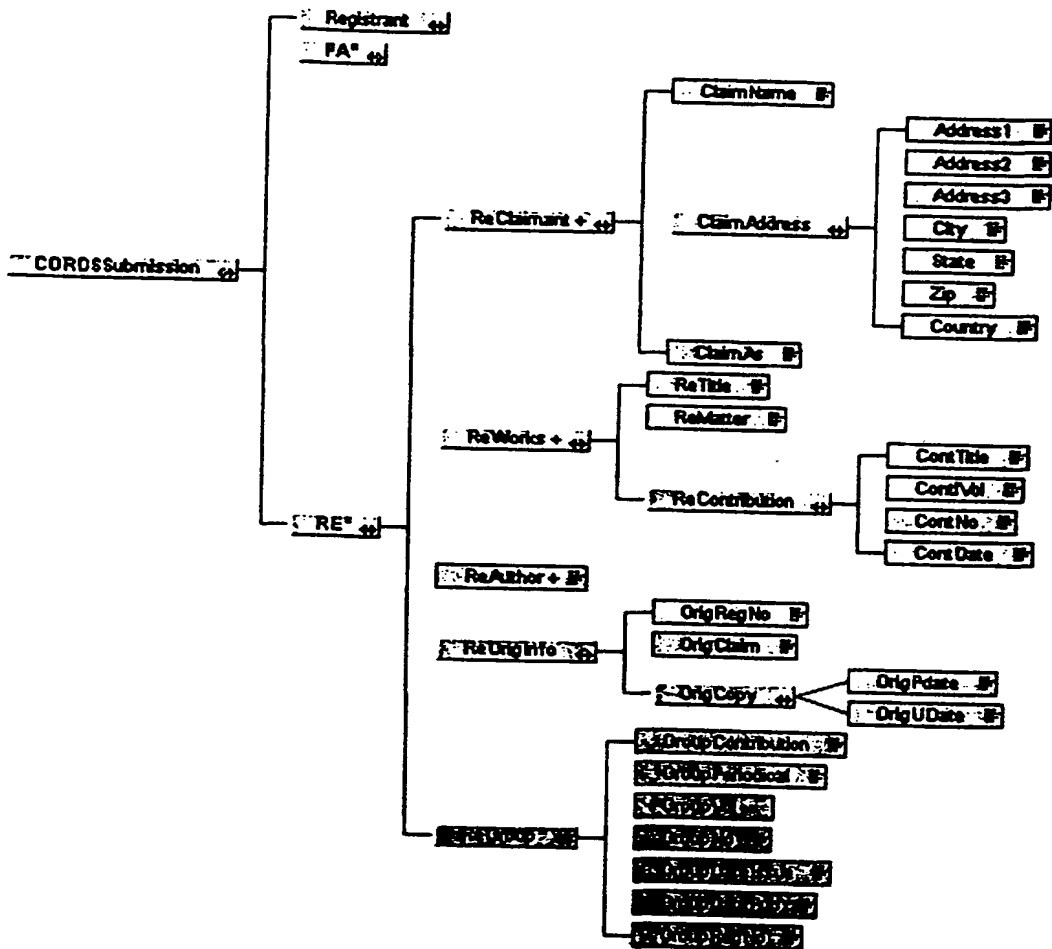 Registrant
FA*
ClaimName
Address1
Address2
Address3
ReClaimant +
ClaimAddress
City
CORDSSubmission
State
Zip
Country
ClaimAs
ReTitle
ReMatter
ReWorks +
ContTitle
ContVol
ReContribution
ContNo
RE*
ContDate
ReAuthor +
OrigRegNo
OrigClaim
ReOrigInfo
OrigPdate
OrigCopy
OrigUDate
GroupContribution
GroupPeriodical